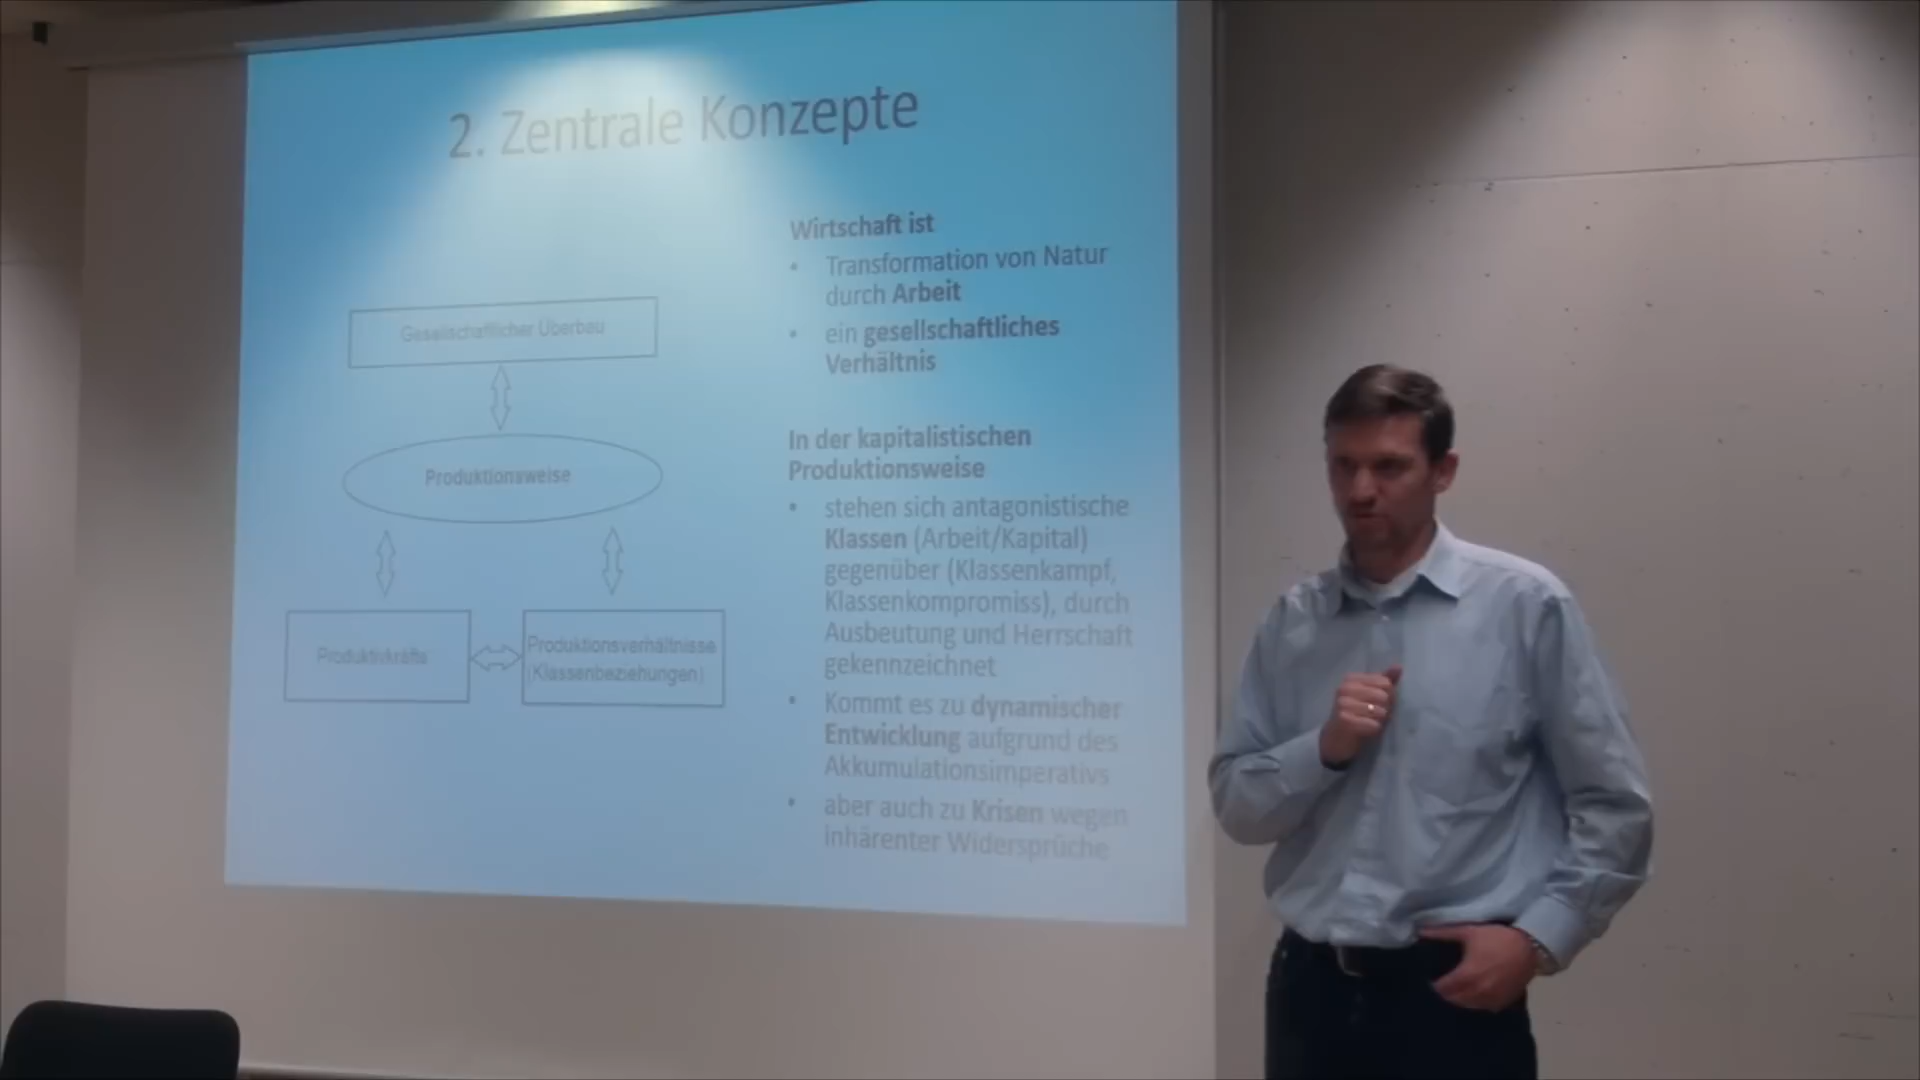 2. Zentrale Konzepte
Gesellschaftlicher Überbau
Produktionsweise
Produktivkräfte
Produktionsverhältnisse
(Klassenbeziehungen)
Wirtschaft ist
• Transformation von Natur
durch Arbeit
• ein gesellschaftliches
Verhältnis
In der kapitalistischen
Produktionsweise
• stehen sich antagonistische
Klassen (Arbeit/Kapital)
gegenüber (Klassenkampf,
Klassenkompromiss), durch
Ausbeutung und Herrschaft
gekennzeichnet
• Kommt es zu dynamischer
Entwicklung aufgrund des
Akkumulationsimperativs
• aber auch zu Krisen wegen
inhärenter Widersprüche